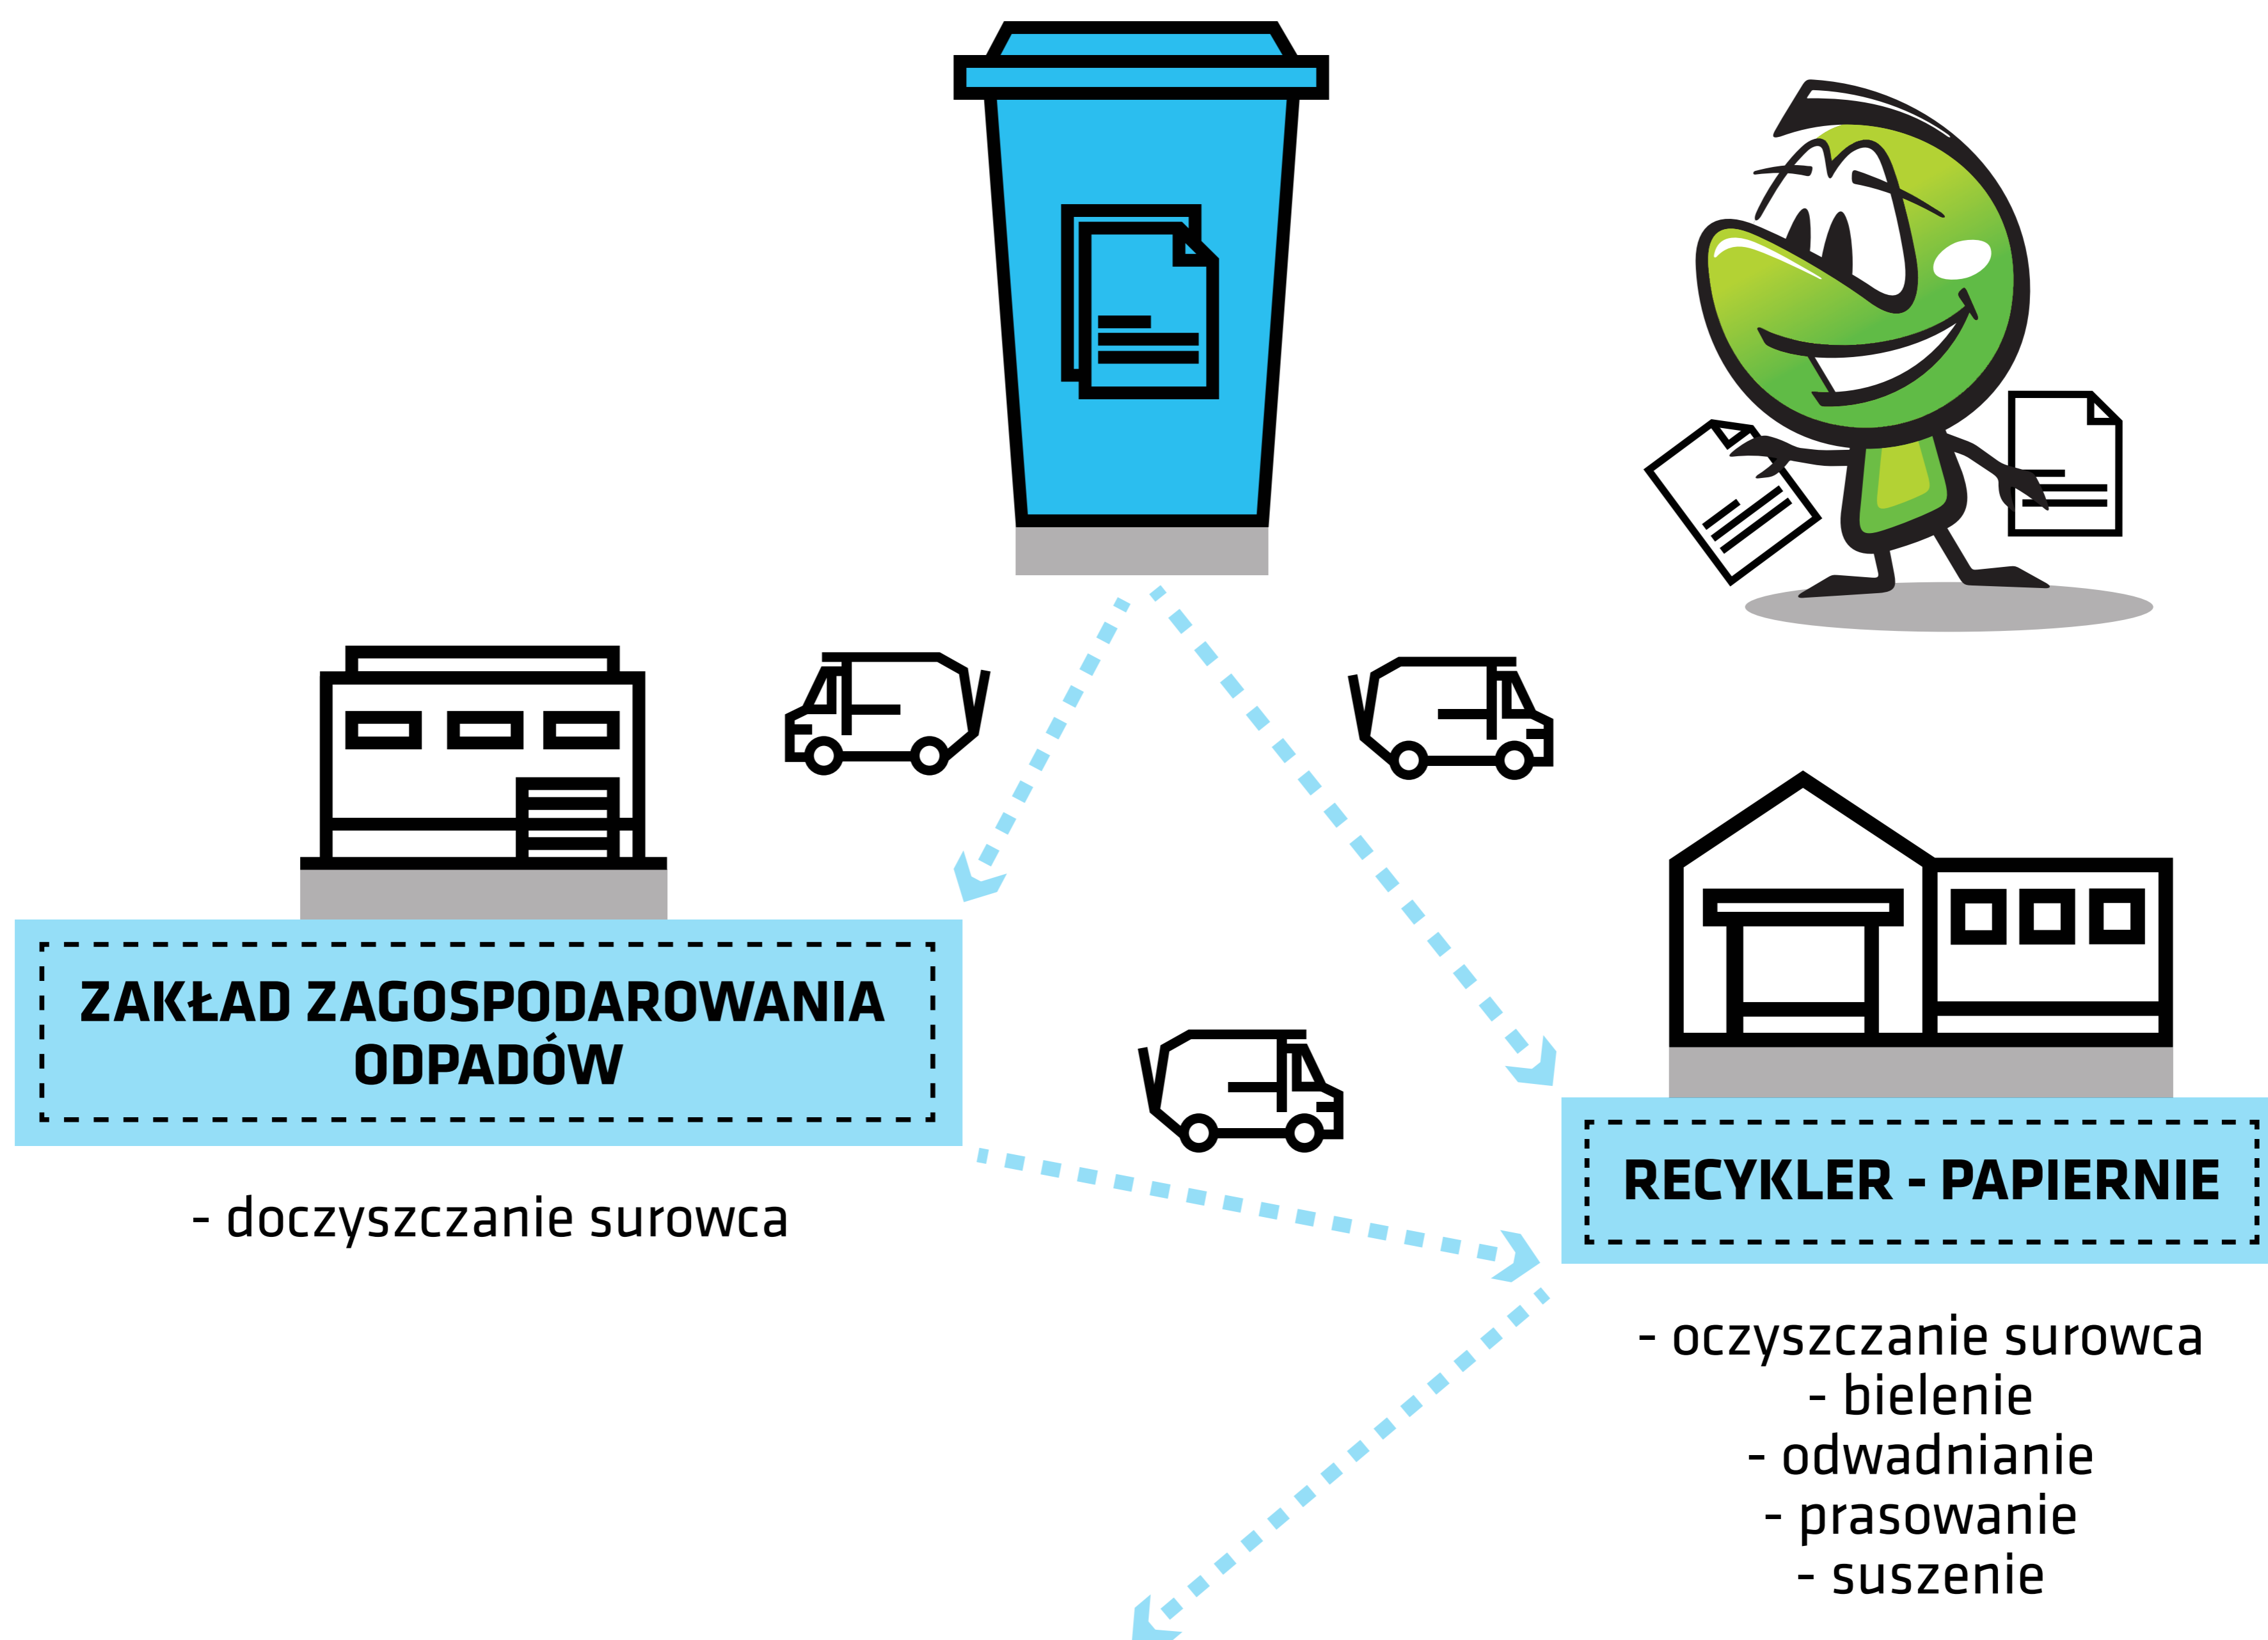 ZAKŁAD ZAGOSPODAROWANIA
ODPADÓW
- doczyszczanie surowca
RECYKLER - PAPIERNIE
- oczyszczanie surowca
- bielenie
- odwadnianie
- prasowanie
- suszenie